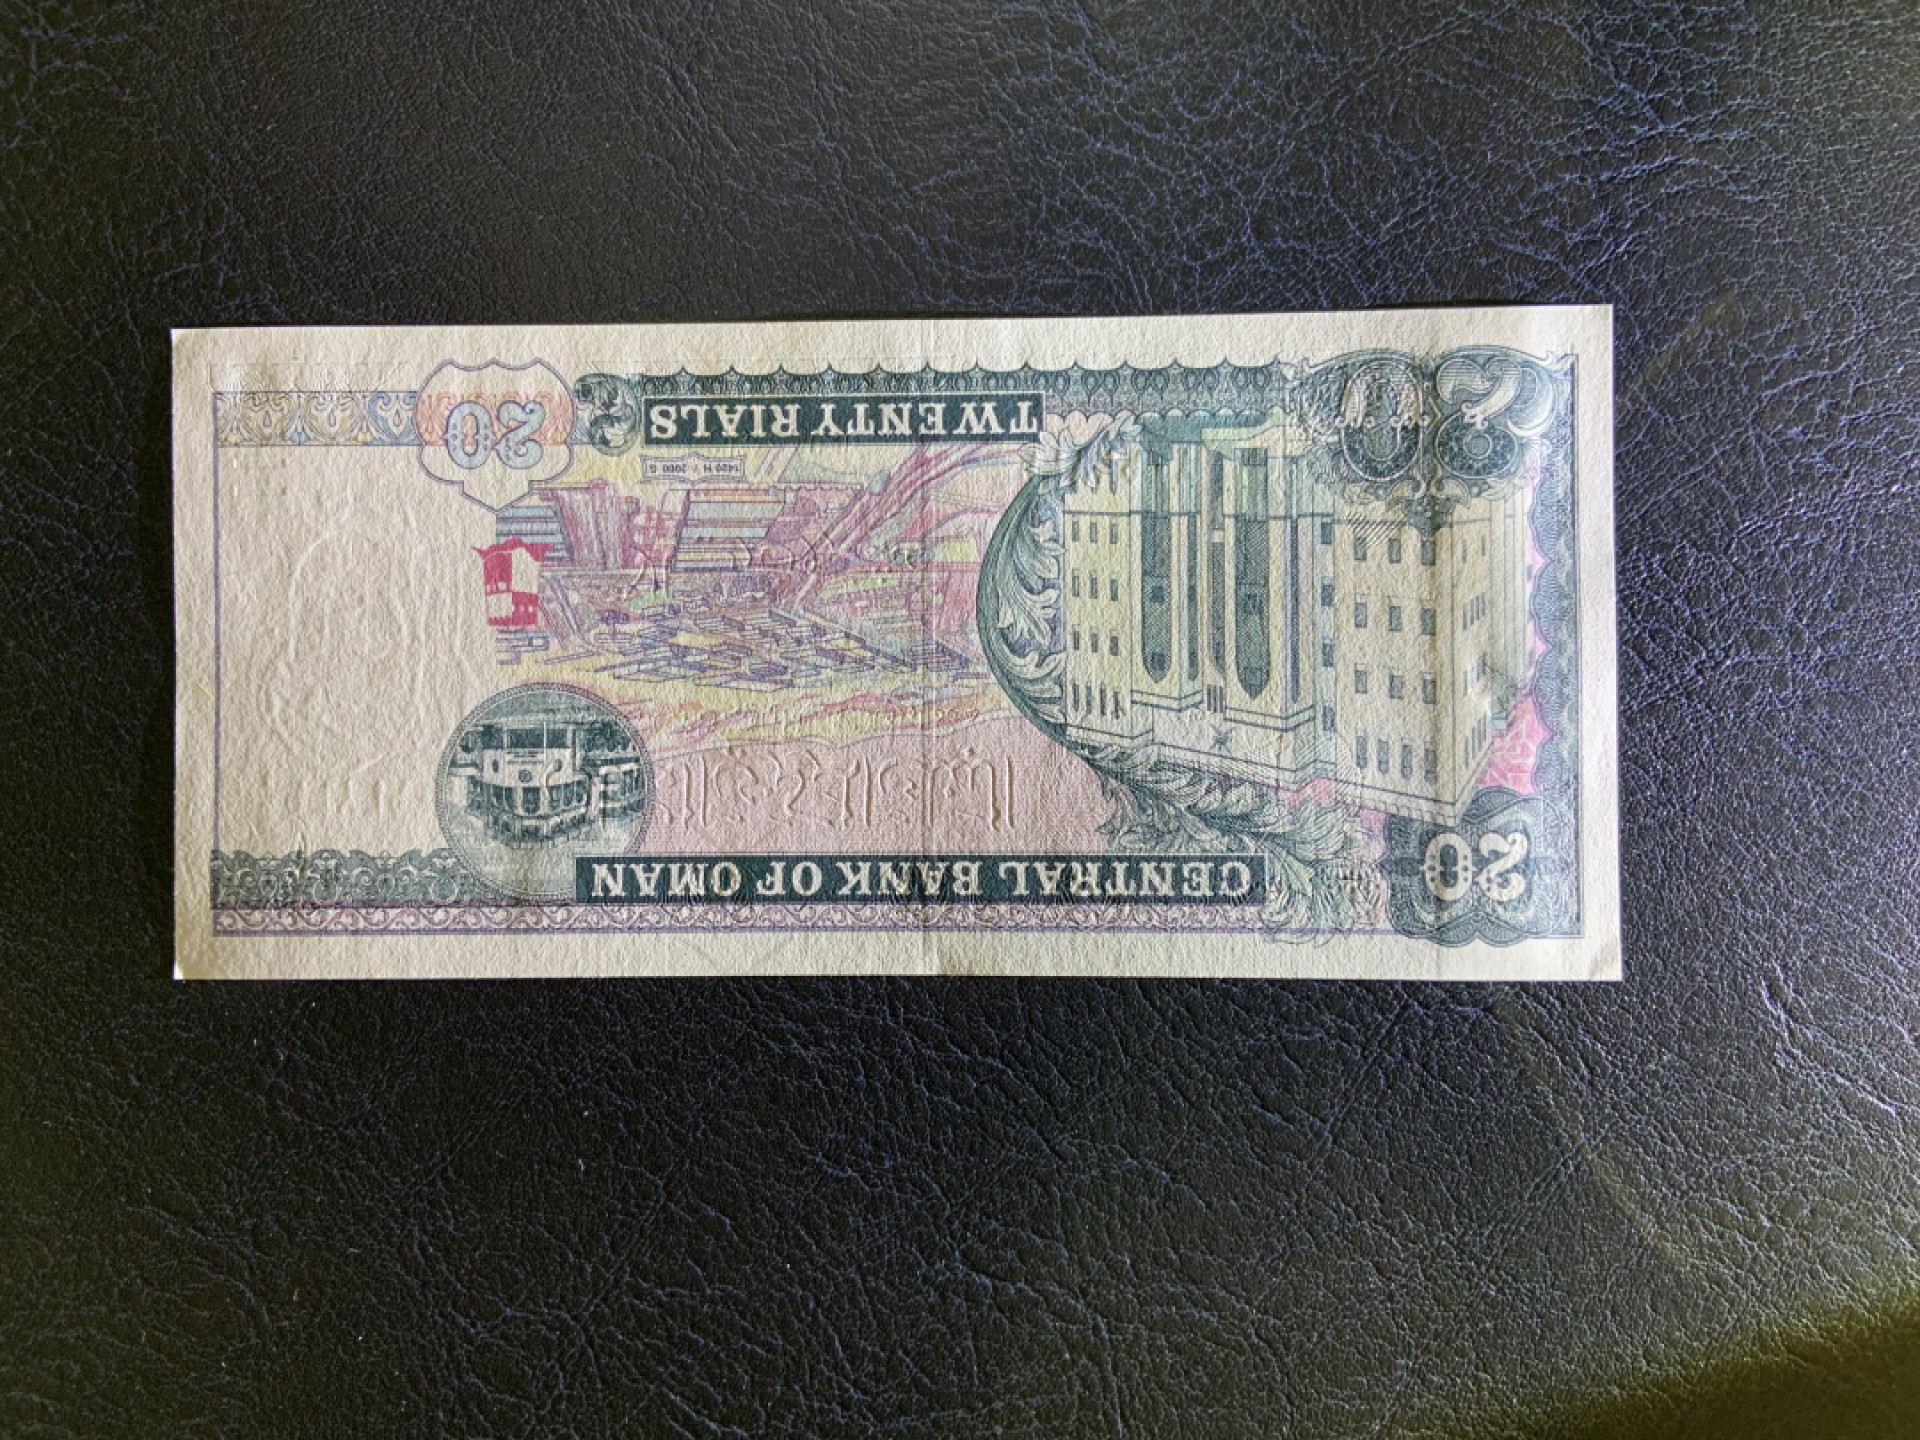 20
CENTRAL BANK OF OMAN
1420 H / 2000 G
TWENTY RIALS
20
20